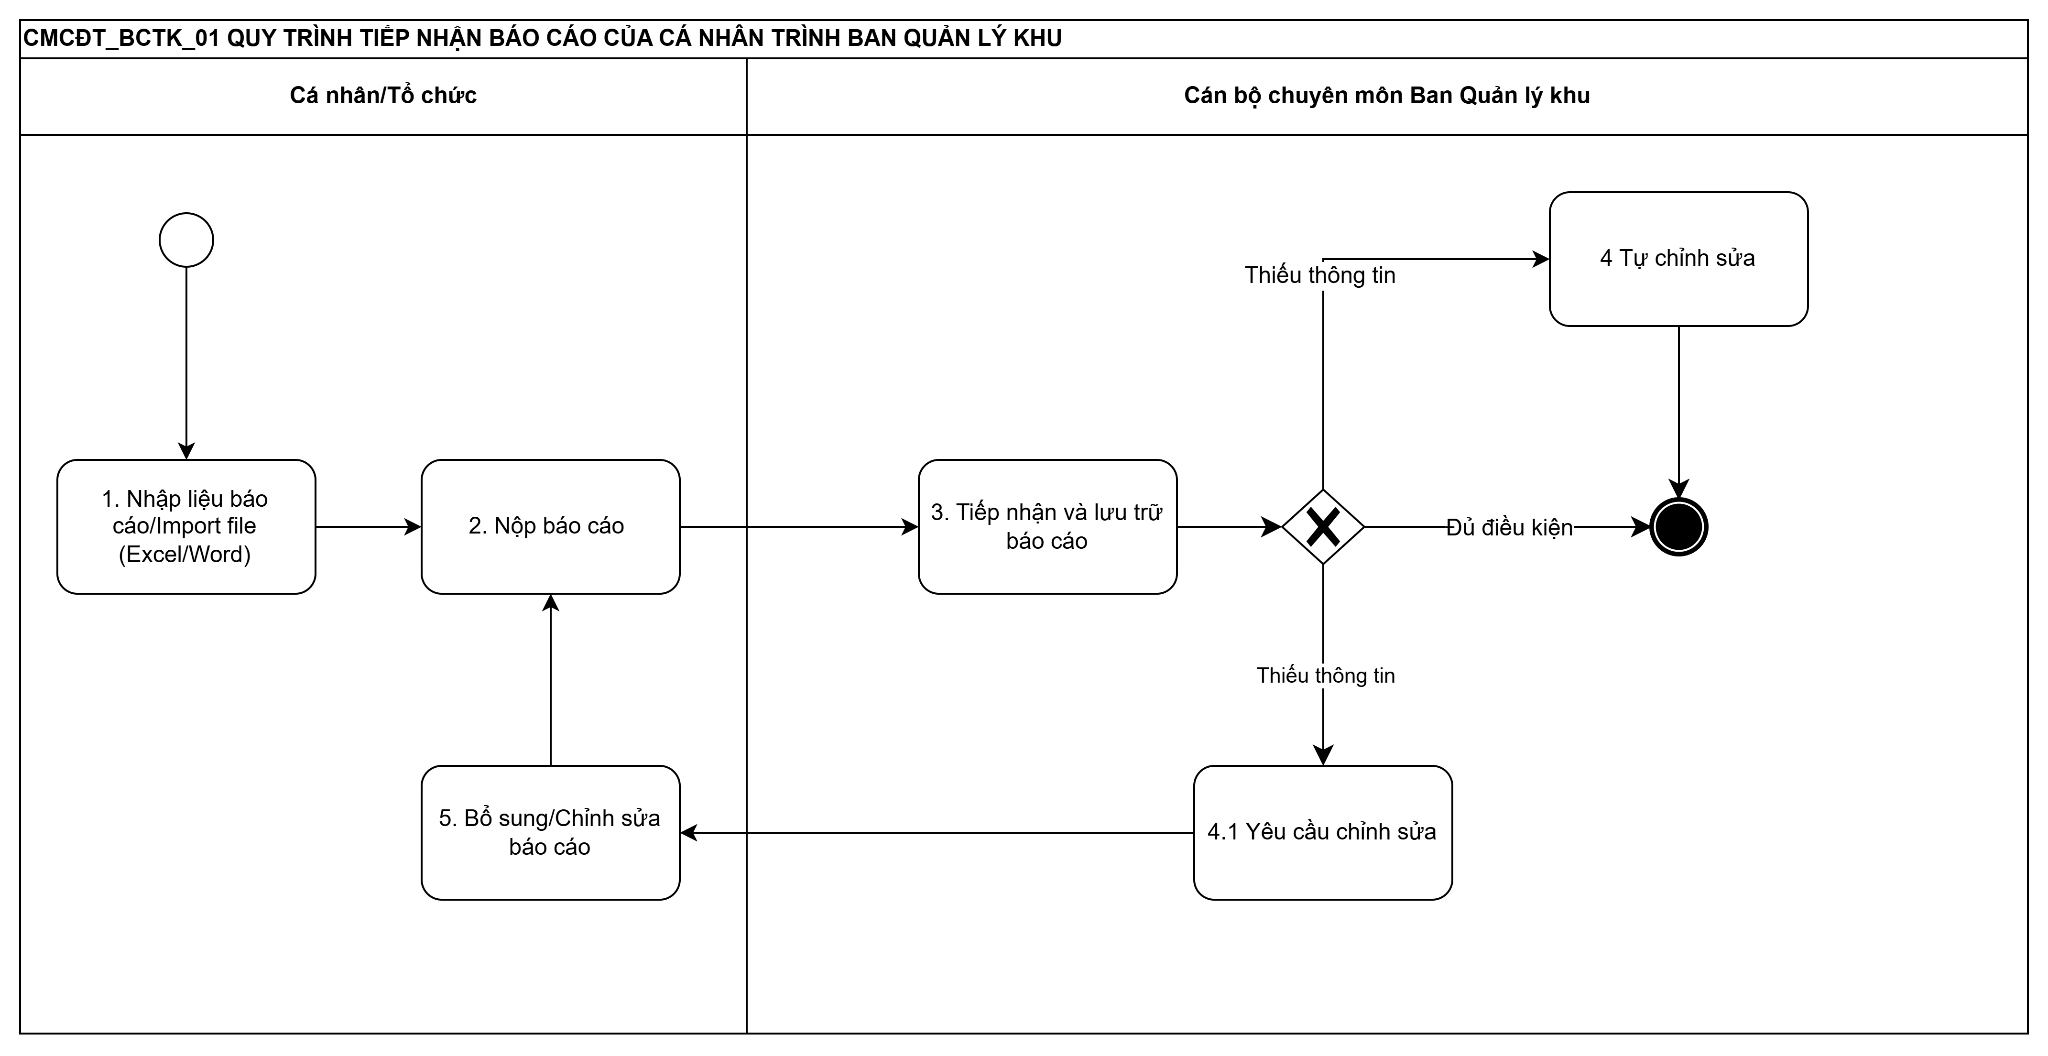 CMCĐT_BCTK_01 QUY TRÌNH TIẾP NHẬN BÁO CÁO CỦA CÁ NHÂN TRÌNH BAN QUẢN LÝ KHU
Cá nhân/Tổ chức
Cán bộ chuyên môn Ban Quản lý khu
4 Tự chỉnh sửa
Thiếu thông tin
1. Nhập liệu báo
cáo/Import file
(Excel/Word)
2. Nộp báo cáo
3. Tiếp nhận và lưu trữ
báo cáo
Đủ điều kiện
Thiếu thông tin
5. Bổ sung/Chỉnh sửa
báo cáo
4.1 Yêu cầu chỉnh sửa